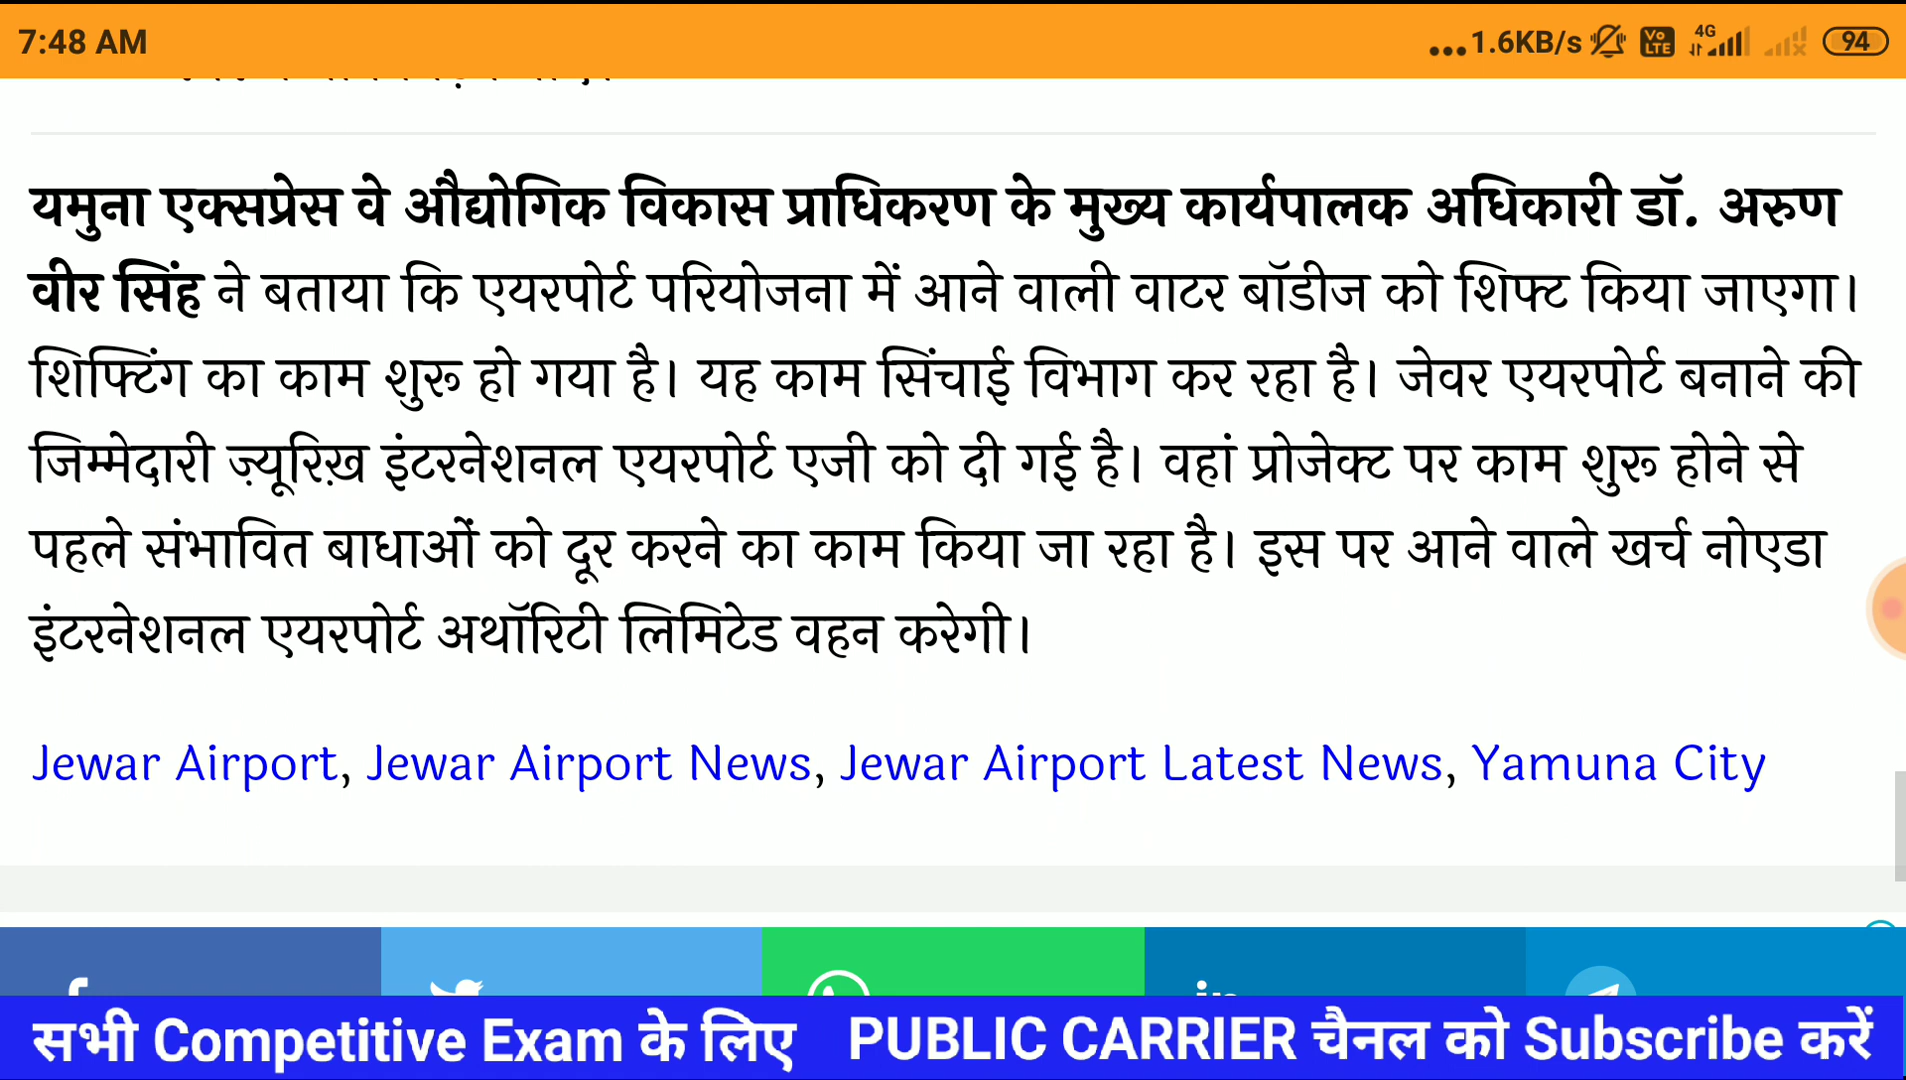 7:48 AM
...1.6KB/s Vo LTE 4G 94
यमुना एक्सप्रेस वे औद्योगिक विकास प्राधिकरण के मुख्य कार्यपालक अधिकारी डॉ. अरुण
वीर सिंह ने बताया कि एयरपोर्ट परियोजना में आने वाली वाटर बॉडीज को शिफ्ट किया जाएगा।
शिफ्टिंग का काम शुरू हो गया है। यह काम सिंचाई विभाग कर रहा है। जेवर एयरपोर्ट बनाने की
जिम्मेदारी ज़्यूरिख़ इंटरनेशनल एयरपोर्ट एजी को दी गई है। वहां प्रोजेक्ट पर काम शुरू होने से
पहले संभावित बाधाओं को दूर करने का काम किया जा रहा है। इस पर आने वाले खर्च नोएडा
इंटरनेशनल एयरपोर्ट अथॉरिटी लिमिटेड वहन करेगी।
Jewar Airport, Jewar Airport News, Jewar Airport Latest News, Yamuna City
सभी Competitive Exam के लिए PUBLIC CARRIER चैनल को Subscribe करें